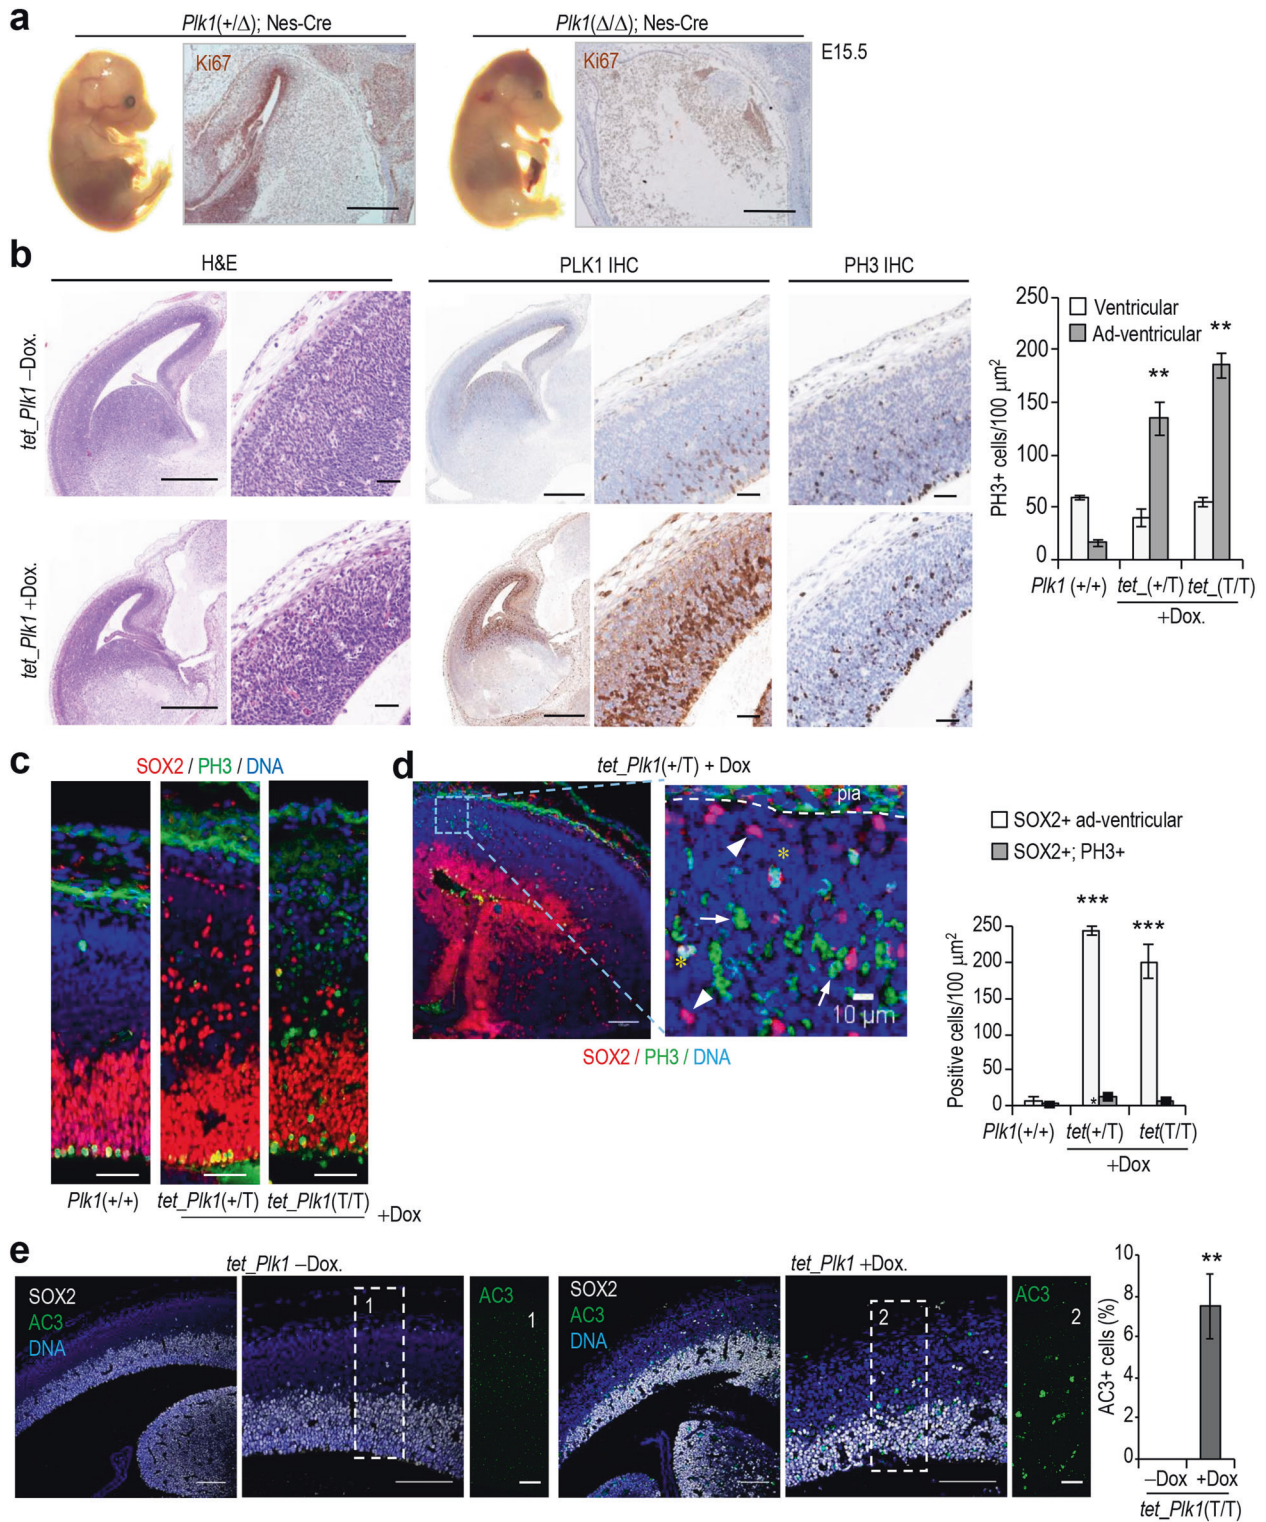 a
Plk1(+/Δ); Nes-Cre
Plk1(Δ/Δ); Nes-Cre
E15.5
Ki67
Ki67
b
H&E
PLK1 IHC
PH3 IHC
tet_Plk1 –Dox.
tet_Plk1 +Dox.
PH3+ cells/100 μm2
250
200
150
100
50
0
Ventricular
Ad-ventricular
**
**
Plk1 (+/+)
tet_(+/T)
tet_(T/T)
+Dox.
c
SOX2 / PH3 / DNA
Plk1(+/+)
tet_Plk1(+/T)
tet_Plk1(T/T)
+Dox
d
tet_Plk1(+/T) + Dox
pia
*
*
10 μm
SOX2 / PH3 / DNA
SOX2+ ad-ventricular
SOX2+; PH3+
Positive cells/100 μm2
250
200
150
100
50
0
***
***
*
Plk1(+/+)
tet(+/T)
tet(T/T)
+Dox
e
tet_Plk1 –Dox.
tet_Plk1 +Dox.
SOX2
AC3
DNA
1
AC3
1
SOX2
AC3
DNA
2
AC3
2
AC3+ cells (%)
10
8
6
4
2
0
**
–Dox
+Dox
tet_Plk1(T/T)